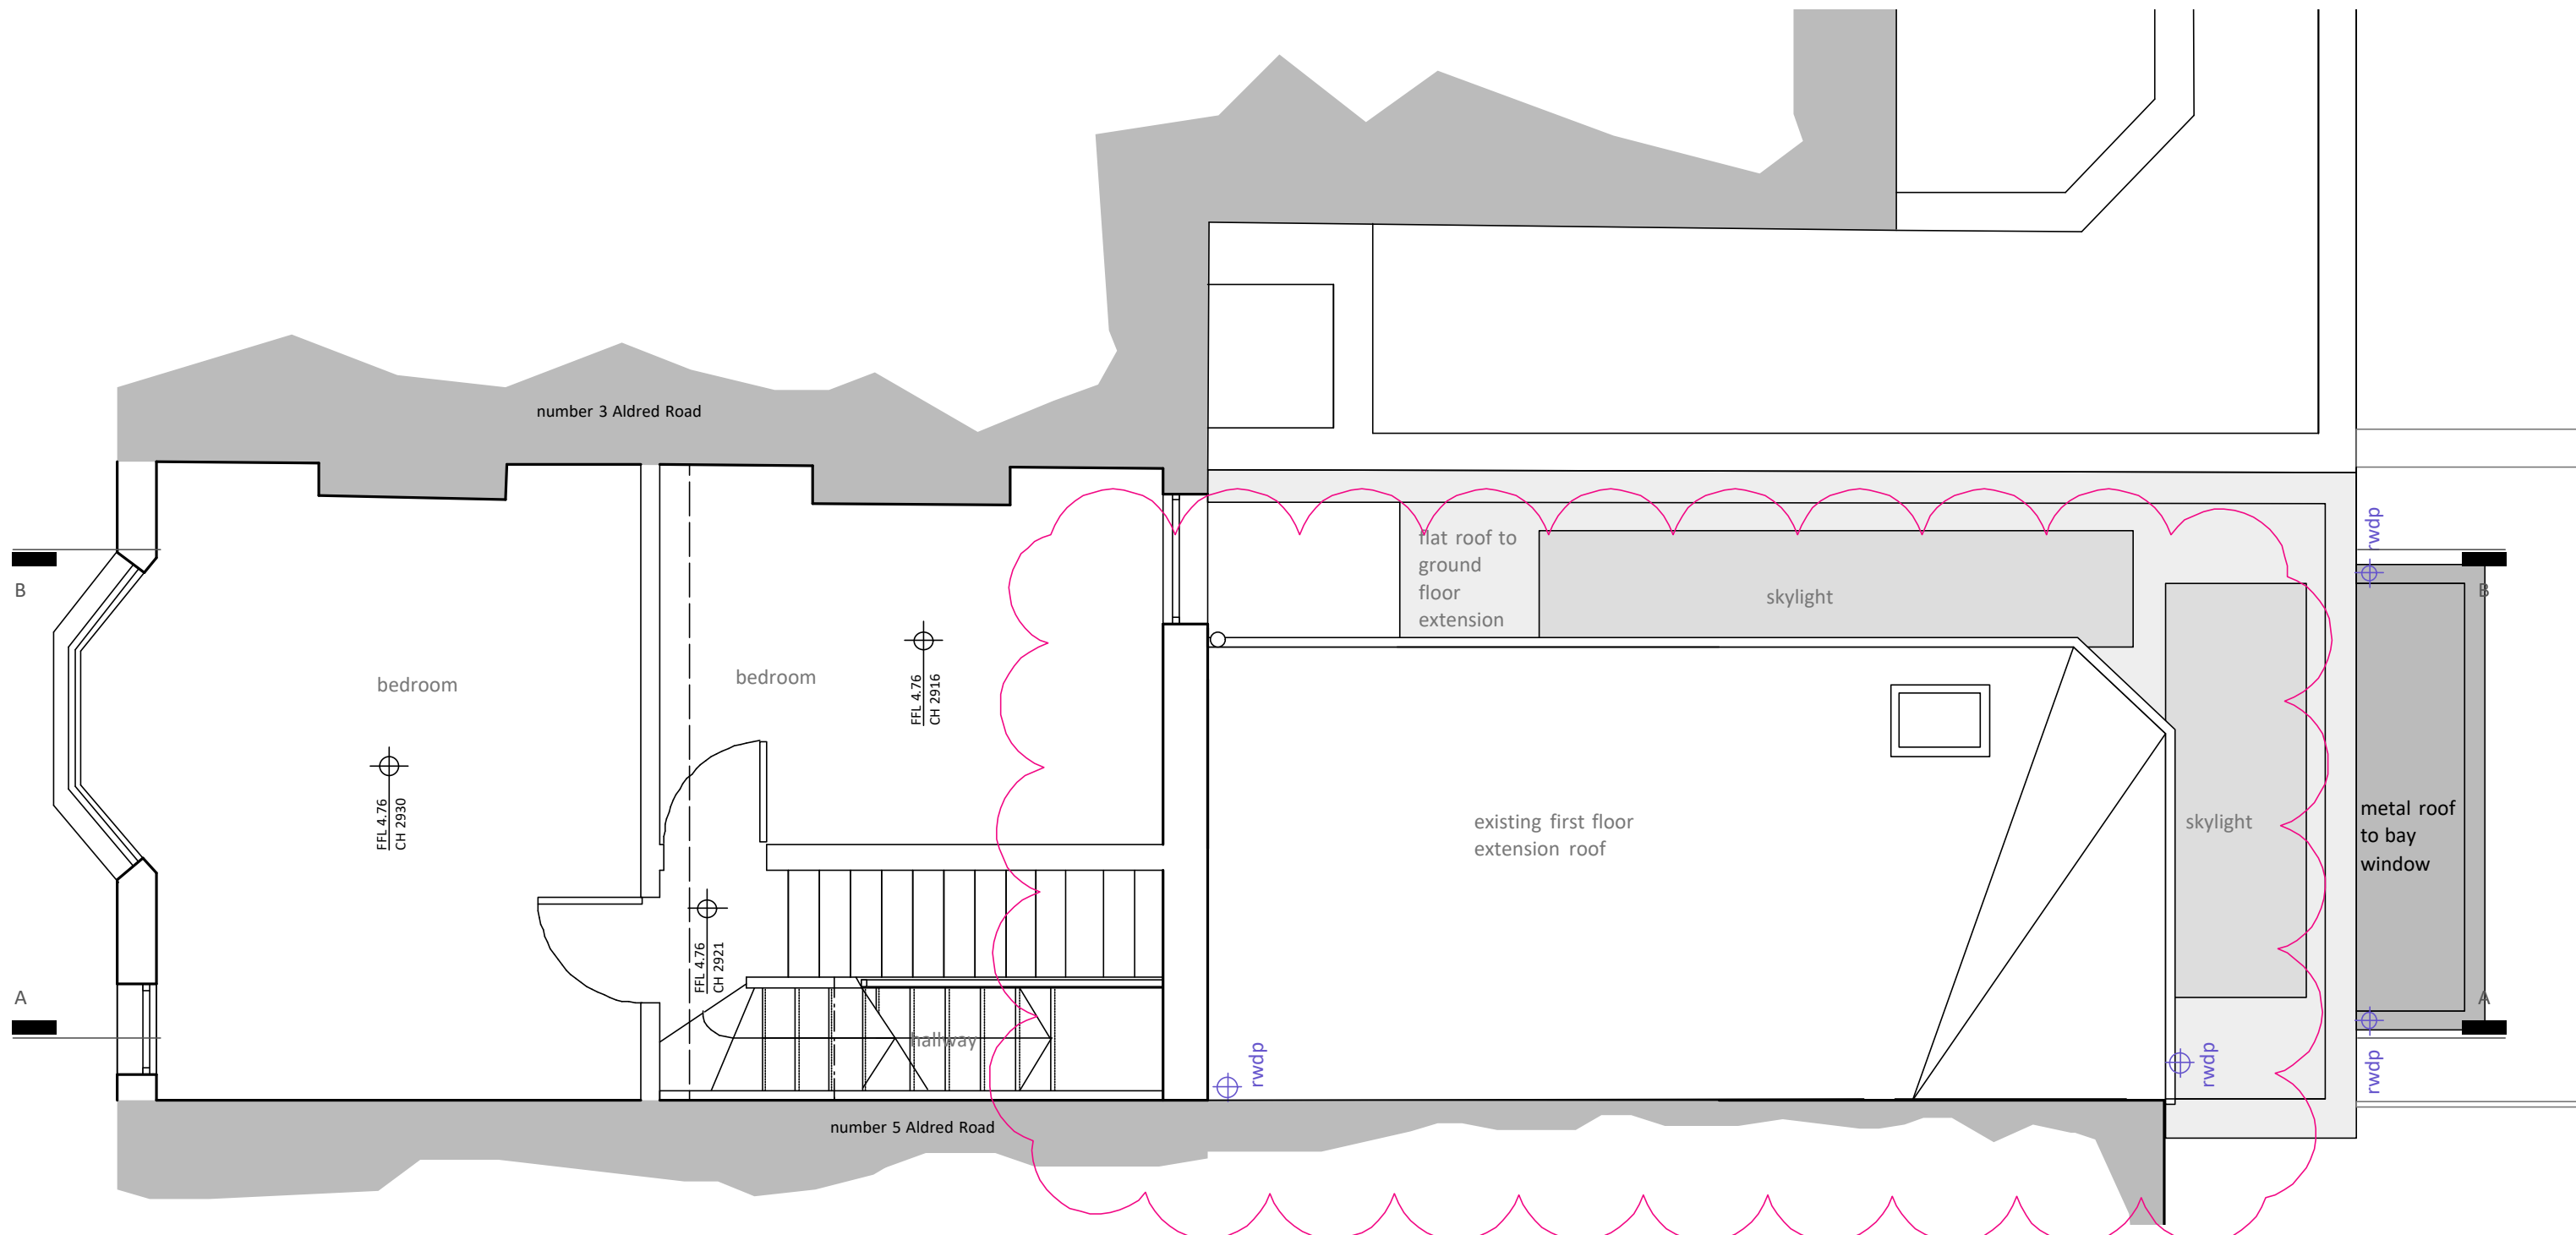 number 3 Aldred Road
rwdp
flat roof to
ground
floor
extension
skylight
B
B
bedroom
bedroom
FFL 4.76
CH 2916
FFL 4.76
CH 2930
existing first floor
extension roof
skylight
metal roof
to bay
window
FFL 4.76
CH 2921
A
A
hallway
rwdp
rwdp
rwdp
number 5 Aldred Road